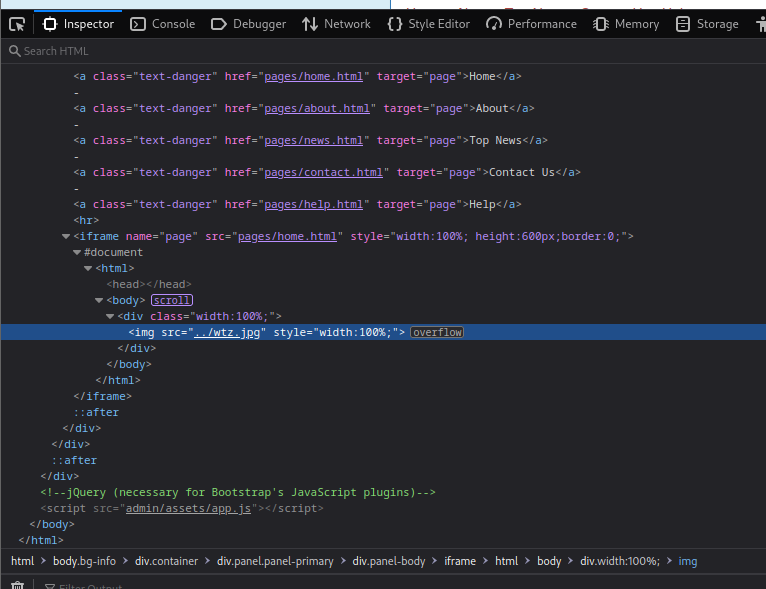 Inspector Console Debugger Network Style Editor Performance Memory Storage
Search HTML
<a class="text-danger" href="pages/home.html" target="page">Home</a>
-
<a class="text-danger" href="pages/about.html" target="page">About</a>
-
<a class="text-danger" href="pages/news.html" target="page">Top News</a>
-
<a class="text-danger" href="pages/contact.html" target="page">Contact Us</a>
-
<a class="text-danger" href="pages/help.html" target="page">Help</a>
<hr>
<iframe name="page" src="pages/home.html" style="width:100%; height:600px;border:0;">
#document
<html>
<head></head>
<body> scroll
<div class="width:100%;">
<img src="../wtz.jpg" style="width:100%;"> overflow
</div>
</body>
</html>
</iframe>
::after
</div>
</div>
::after
</div>
<!--jQuery (necessary for Bootstrap's JavaScript plugins)-->
<script src="admin/assets/app.js"></script>
</body>
</html>
html > body.bg-info > div.container > div.panel.panel-primary > div.panel-body > iframe > html > body > div.width:100%; > img
Filter Output